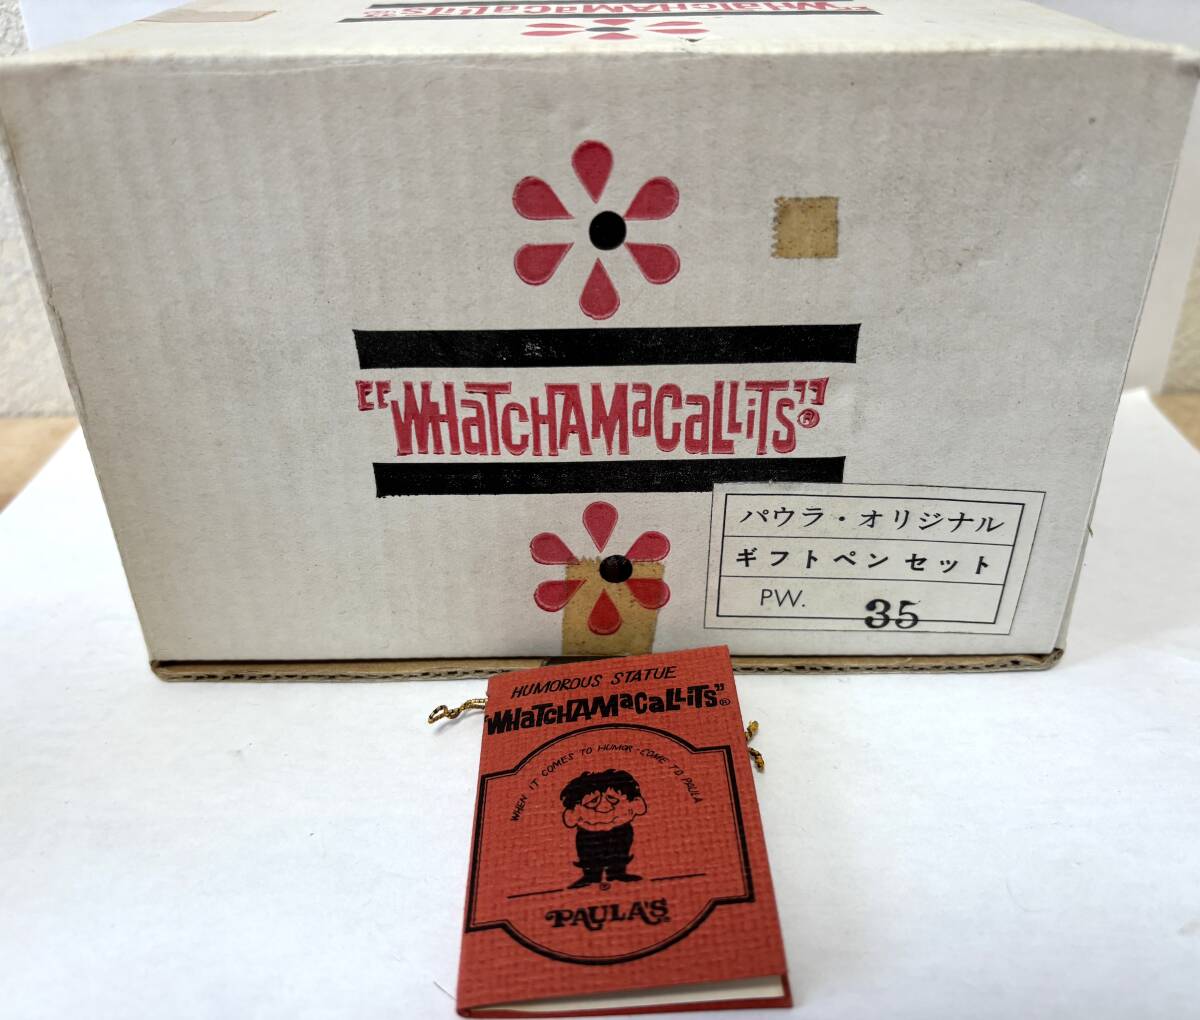 "WHaTCHAMaCaLLiTS"
"WHaTCHAMaCaLLiTS"®
パウラ・オリジナル
ギフトペンセット
PW. 35
HUMOROUS STATUE
"WHaTCHAMaCaLLiTS"®
WHEN IT COMES TO HUMOR-COME TO PAULA
®
PAULA'S